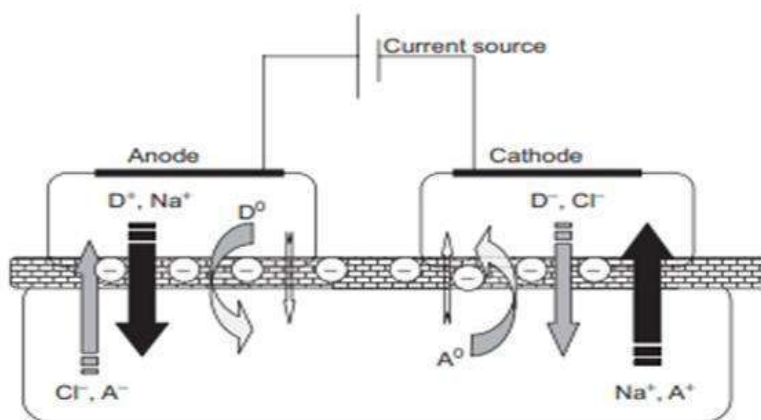 Current source
Anode
Cathode
D⁺, Na⁺
D⁰
D⁻, Cl⁻
− − − − − − − −
A⁰
Cl⁻, A⁻
Na⁺, A⁺